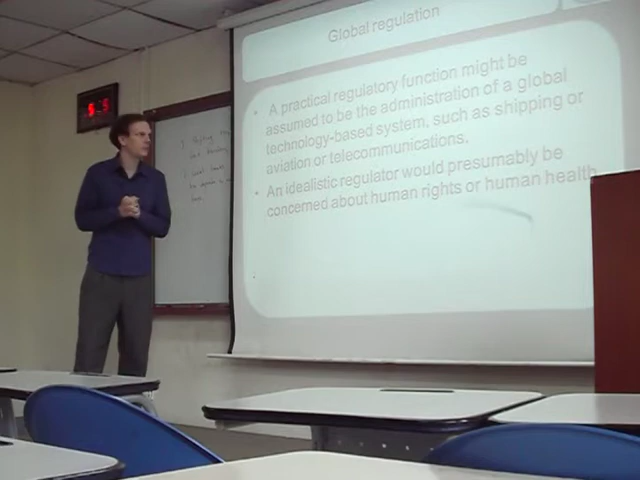 Global regulation
• A practical regulatory function might be
assumed to be the administration of a global
technology-based system, such as shipping or
aviation or telecommunications.
• An idealistic regulator would presumably be
concerned about human rights or human health